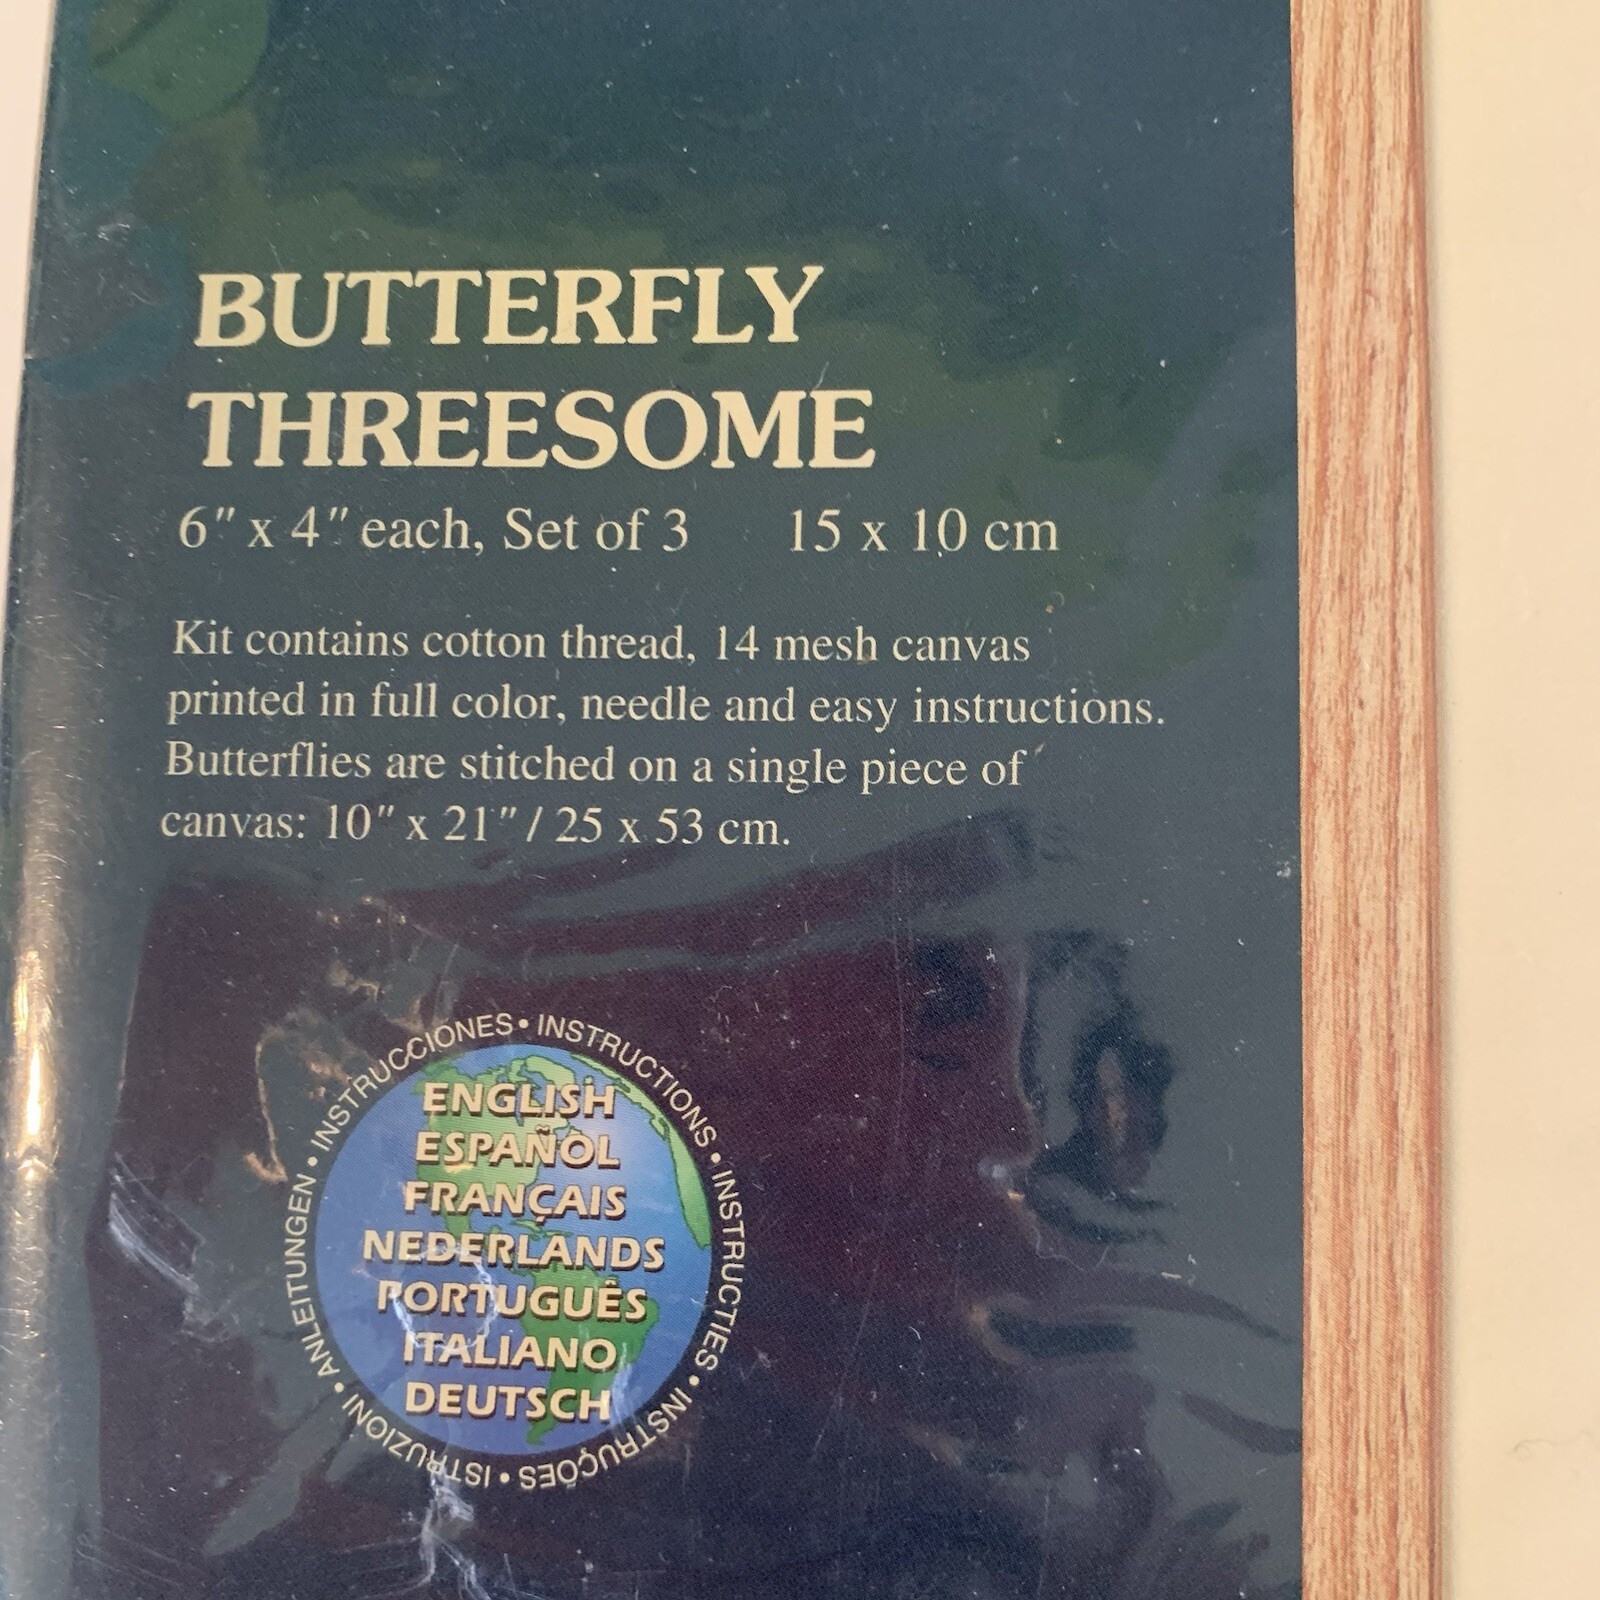 BUTTERFLY
THREESOME
6" x 4" each, Set of 3 15 x 10 cm
Kit contains cotton thread, 14 mesh canvas
printed in full color, needle and easy instructions.
Butterflies are stitched on a single piece of
canvas: 10" x 21" / 25 x 53 cm.
INSTRUCCIONES • INSTRUCTIONS • INSTRUCTIES • INSTRUÇÕES • ISTRUZIONI • ANLEITUNGEN •
ENGLISH
ESPAÑOL
FRANÇAIS
NEDERLANDS
PORTUGUÊS
ITALIANO
DEUTSCH